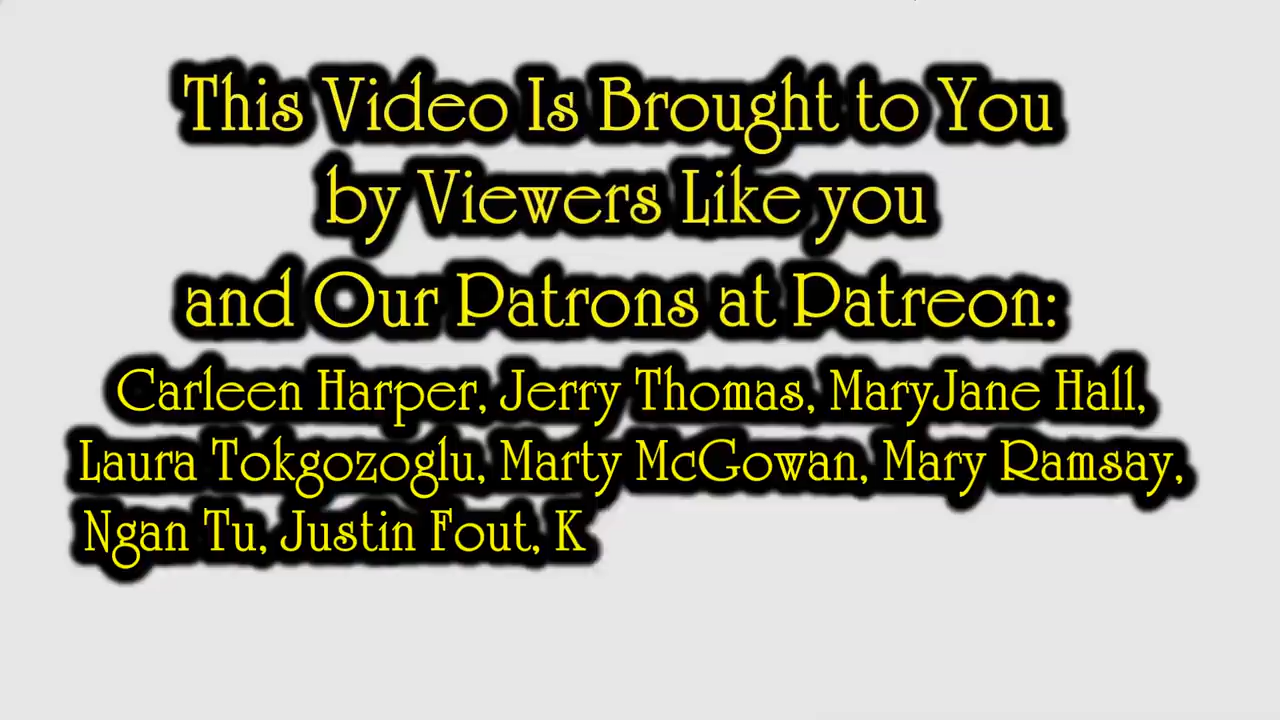 This Video Is Brought to You
by Viewers Like you
and Our Patrons at Patreon:
Carleen Harper, Jerry Thomas, MaryJane Hall,
Laura Tokgozoglu, Marty McGowan, Mary Ramsay,
Ngan Tu, Justin Fout, K